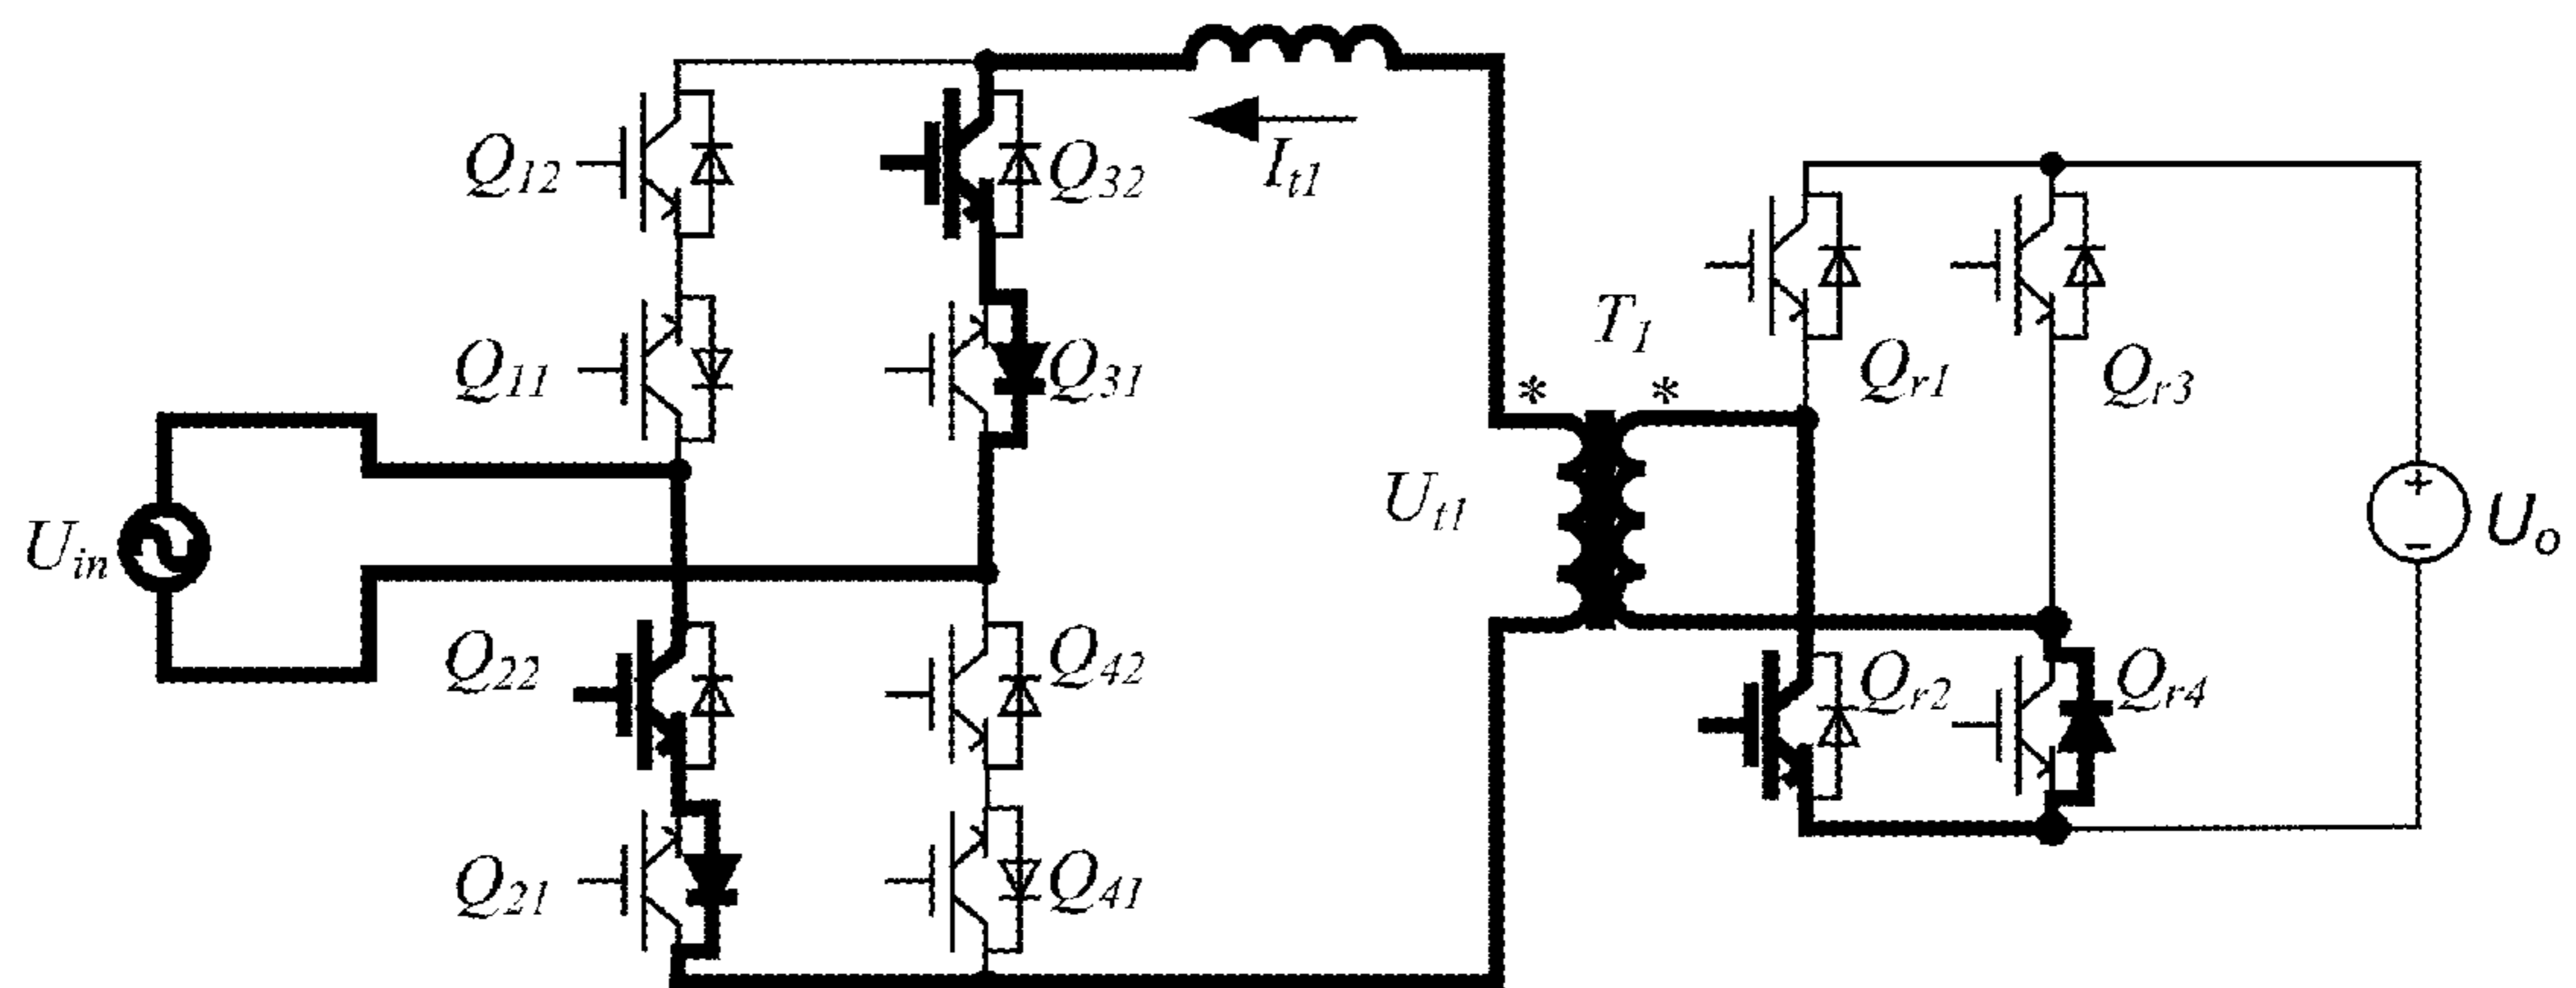 Q12
Q32
It1
Q11
Q31
T1
* *
Qr1
Qr3
Uin
Ut1
+
−
Uo
Q22
Q42
Qr2
Qr4
Q21
Q41